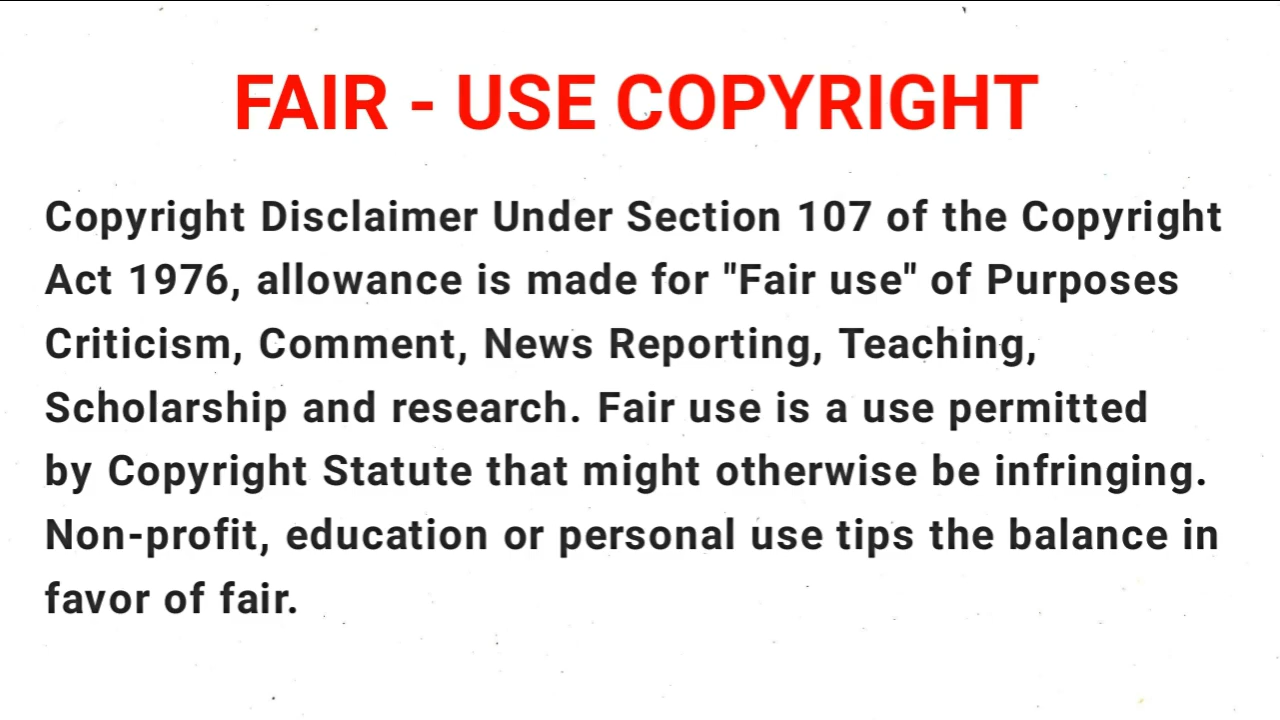 FAIR - USE COPYRIGHT
Copyright Disclaimer Under Section 107 of the Copyright
Act 1976, allowance is made for "Fair use" of Purposes
Criticism, Comment, News Reporting, Teaching,
Scholarship and research. Fair use is a use permitted
by Copyright Statute that might otherwise be infringing.
Non-profit, education or personal use tips the balance in
favor of fair.